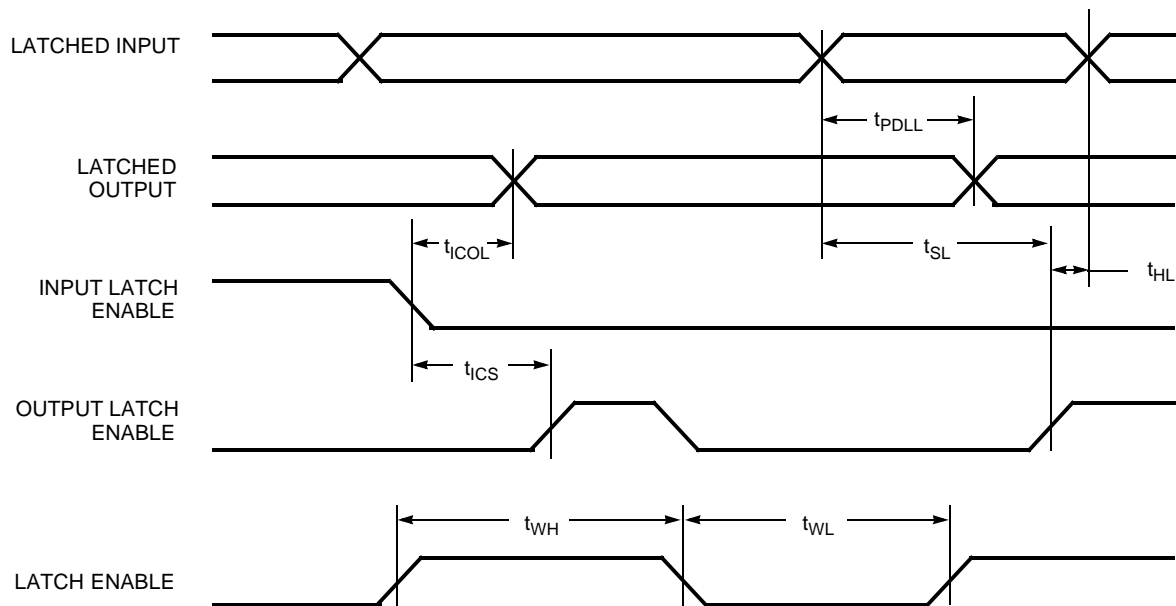 LATCHED INPUT
tPDLL
LATCHED
OUTPUT
tICOL
tSL
tHL
INPUT LATCH
ENABLE
tICS
OUTPUT LATCH
ENABLE
tWH
tWL
LATCH ENABLE